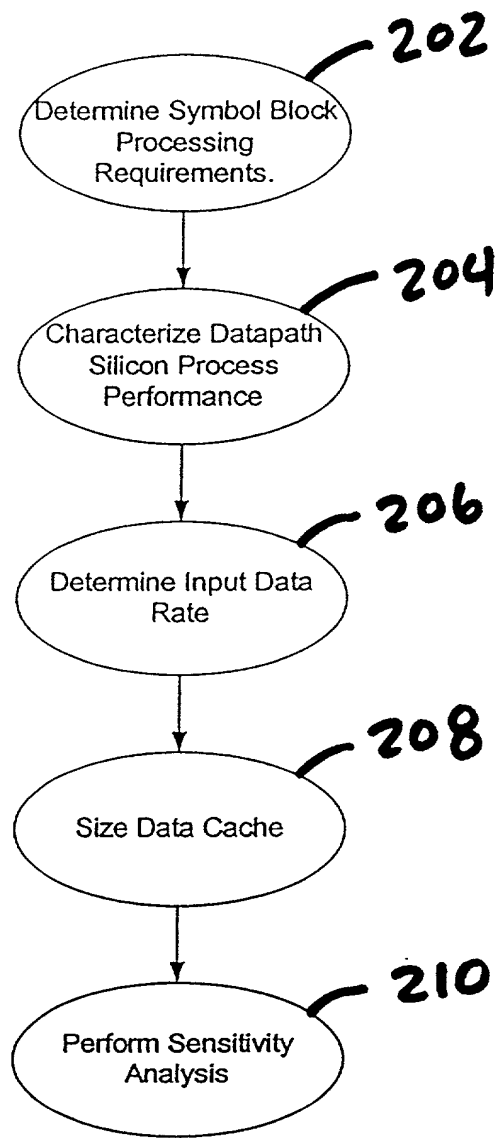 202
Determine Symbol Block
Processing
Requirements.
204
Characterize Datapath
Silicon Process
Performance
206
Determine Input Data
Rate
208
Size Data Cache
210
Perform Sensitivity
Analysis